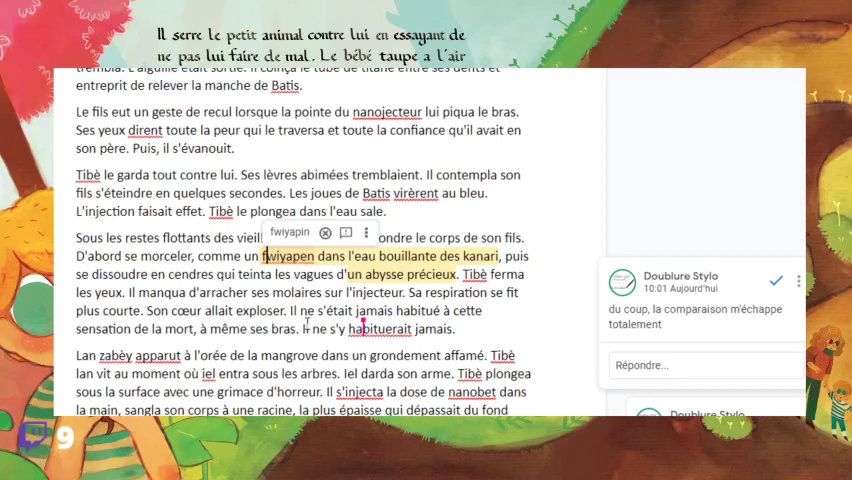 Il serre le petit animal contre lui en essayant de
ne pas lui faire de mal. Le bébé taupe a l'air
trembla. L'aiguille était sortie. Il coinça le tube de titane entre ses dents et
entreprit de relever la manche de Batis.
Le fils eut un geste de recul lorsque la pointe du nanojecteur lui piqua le bras.
Ses yeux dirent toute la peur qui le traversa et toute la confiance qu'il avait en
son père. Puis, il s'évanouit.
Tibè le garda tout contre lui. Ses lèvres abimées tremblaient. Il contempla son
fils s'éteindre en quelques secondes. Les joues de Batis virèrent au bleu.
L'injection faisait effet. Tibè le plongea dans l'eau sale.
fwiyapin
Sous les restes flottants des vieil ondre le corps de son fils.
D'abord se morceler, comme un fwiyapen dans l'eau bouillante des kanari, puis
se dissoudre en cendres qui teinta les vagues d'un abysse précieux. Tibè ferma
les yeux. Il manqua d'arracher ses molaires sur l'injecteur. Sa respiration se fit
plus courte. Son cœur allait exploser. Il ne s'était jamais habitué à cette
sensation de la mort, à même ses bras. Il ne s'y habituerait jamais.
Lan zabèy apparut à l'orée de la mangrove dans un grondement affamé. Tibè
lan vit au moment où iel entra sous les arbres. Iel darda son arme. Tibè plongea
sous la surface avec une grimace d'horreur. Il s'injecta la dose de nanobet dans
la main, sangla son corps à une racine, la plus épaisse qui dépassait du fond
Doublure Stylo
10:01 Aujourd'hui
du coup, la comparaison m'échappe
totalement
Répondre...
Doublure Stylo
9